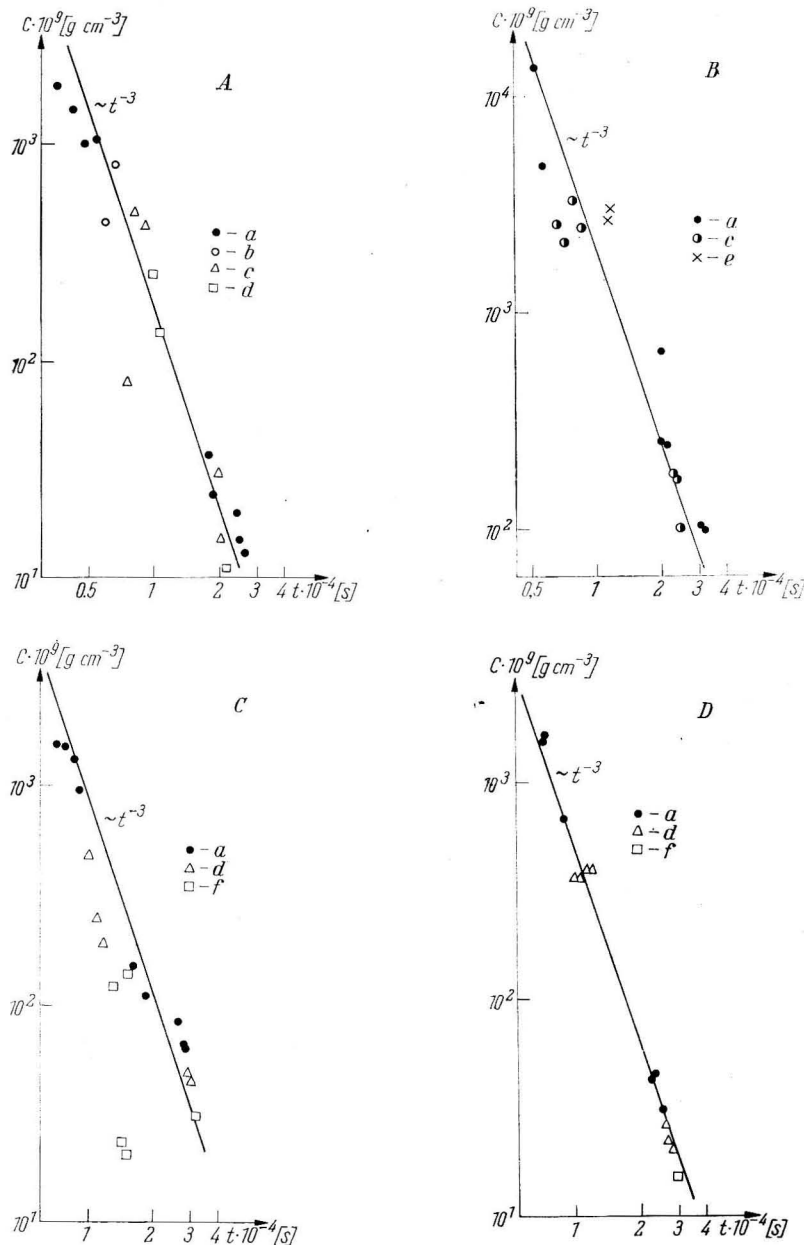 C·10⁹[g cm⁻³]
A
~t⁻³
10³
● – a
○ – b
△ – c
□ – d
10²
10¹
0.5 1 2 3 4 t·10⁻⁴[s]
C·10⁹[g cm⁻³]
B
10⁴
~t⁻³
● – a
◑ – c
× – e
10³
10²
0,5 1 2 3 4 t·10⁻⁴[s]
C·10⁹[g cm⁻³]
C
10³
~t⁻³
● – a
△ – d
□ – f
10²
10¹
1 2 3 4 t·10⁻⁴[s]
C·10⁹[g cm⁻³]
D
~t⁻³
10³
● – a
△ – d
□ – f
10²
10¹
1 2 3 4 t·10⁻⁴[s]